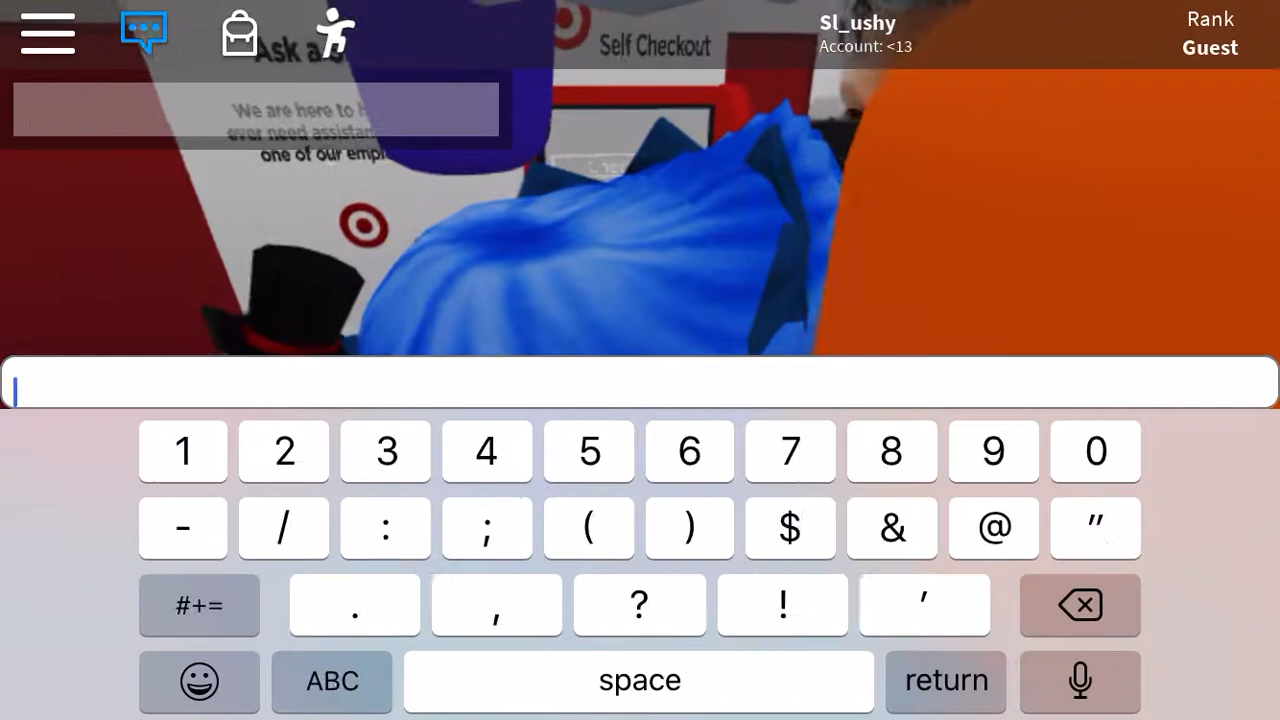 Sl_ushy
Account: <13
Rank
Guest
Self Checkout
Ask a
We are here to
ever need assistan
one of our empl
1 2 3 4 5 6 7 8 9 0
- / : ; ( ) $ & @ "
#+= . , ? ! '
ABC space return